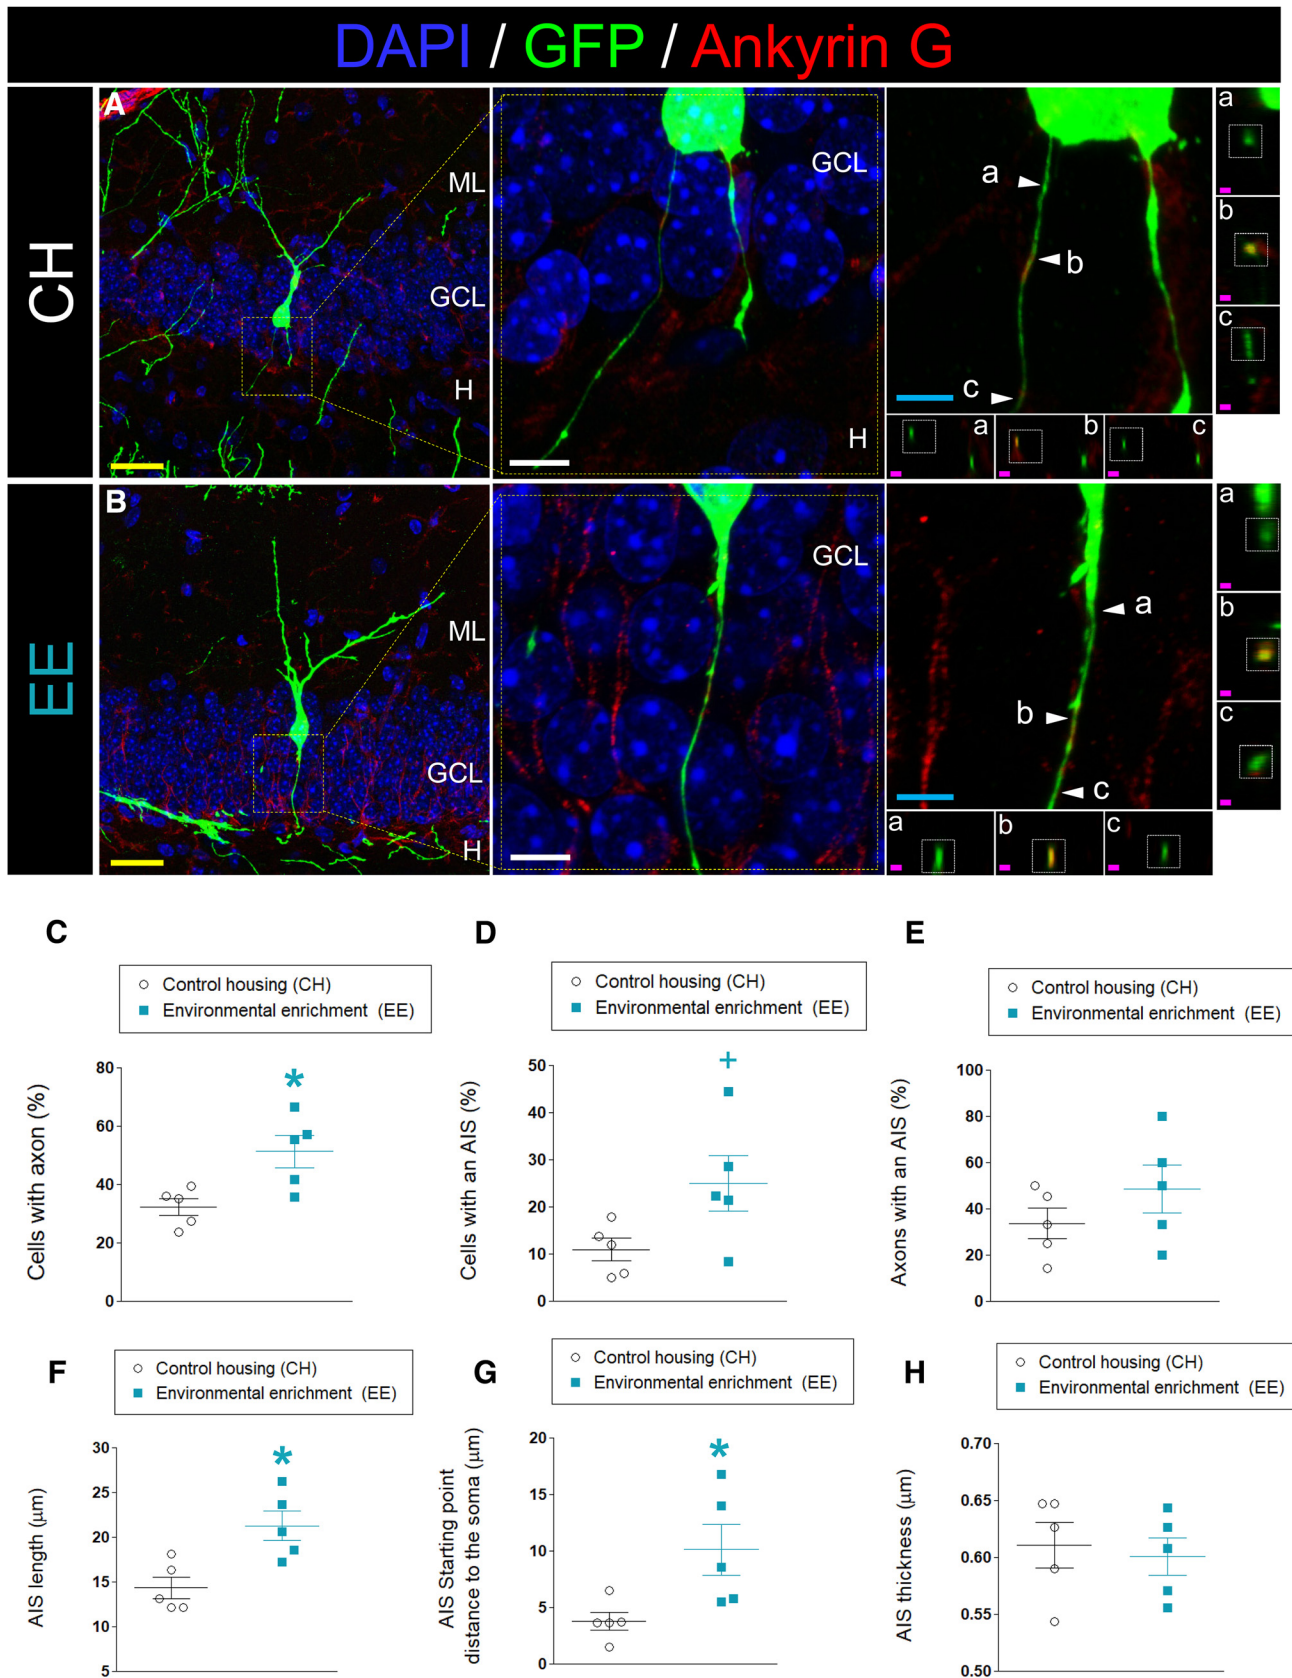 DAPI / GFP / Ankyrin G
CH
A
ML
GCL
H
GCL
H
a
b
c
a
b
c
a
b
c
EE
B
ML
GCL
H
GCL
a
b
c
a
b
c
a
b
c
C
Control housing (CH)
Environmental enrichment (EE)
Cells with axon (%)
80
60
40
20
0
*
D
Control housing (CH)
Environmental enrichment (EE)
Cells with an AIS (%)
50
40
30
20
10
0
+
E
Control housing (CH)
Environmental enrichment (EE)
Axons with an AIS (%)
100
80
60
40
20
0
F
Control housing (CH)
Environmental enrichment (EE)
AIS length (μm)
30
25
20
15
10
5
*
G
Control housing (CH)
Environmental enrichment (EE)
AIS Starting point
distance to the soma (μm)
20
15
10
5
0
*
H
Control housing (CH)
Environmental enrichment (EE)
AIS thickness (μm)
0.70
0.65
0.60
0.55
0.50